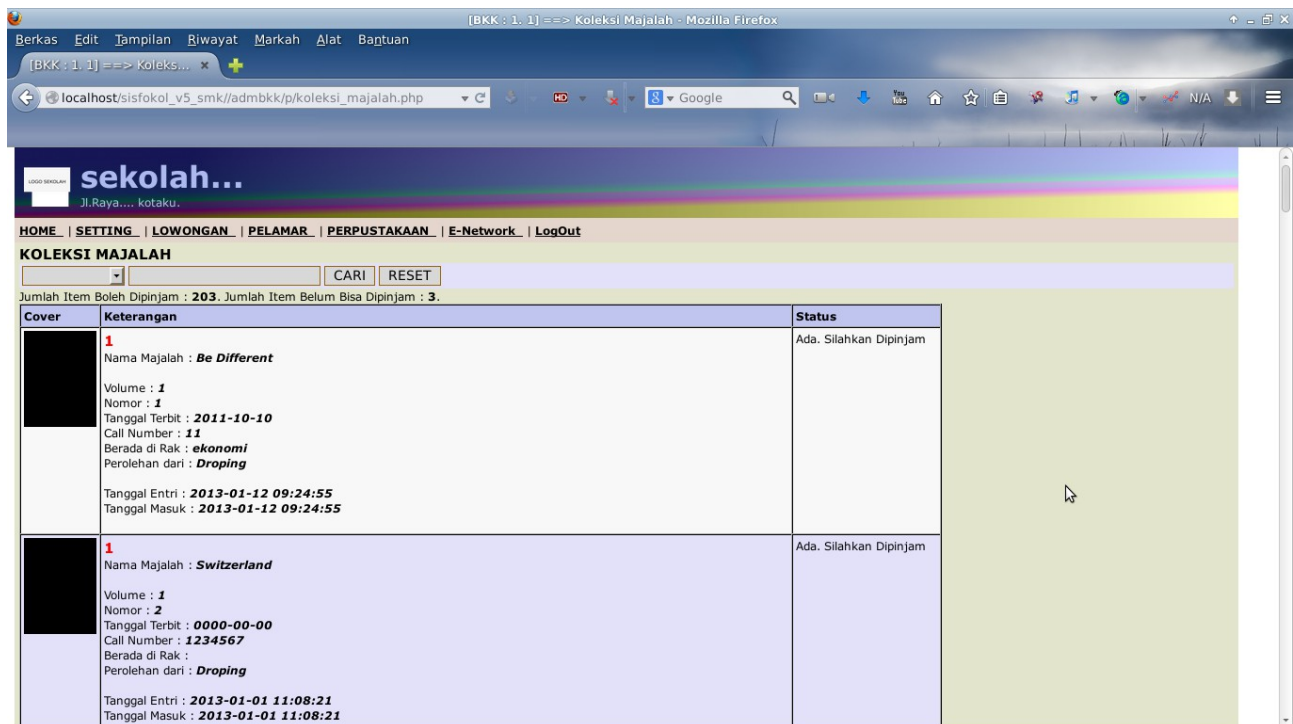 [BKK : 1. 1] ==> Koleksi Majalah - Mozilla Firefox
Berkas Edit Tampilan Riwayat Markah Alat Bantuan
[BKK : 1. 1] ==> Koleks...
localhost/sisfokol_v5_smk//admbkk/p/koleksi_majalah.php HD 8 Google You Tube N/A
LOGO SEKOLAH
sekolah...
Jl.Raya.... kotaku.
HOME | SETTING | LOWONGAN | PELAMAR | PERPUSTAKAAN | E-Network | LogOut
KOLEKSI MAJALAH
CARI RESET
Jumlah Item Boleh Dipinjam : 203. Jumlah Item Belum Bisa Dipinjam : 3.
Cover Keterangan Status
1 Ada. Silahkan Dipinjam
Nama Majalah : Be Different
Volume : 1
Nomor : 1
Tanggal Terbit : 2011-10-10
Call Number : 11
Berada di Rak : ekonomi
Perolehan dari : Droping
Tanggal Entri : 2013-01-12 09:24:55
Tanggal Masuk : 2013-01-12 09:24:55
1 Ada. Silahkan Dipinjam
Nama Majalah : Switzerland
Volume : 1
Nomor : 2
Tanggal Terbit : 0000-00-00
Call Number : 1234567
Berada di Rak :
Perolehan dari : Droping
Tanggal Entri : 2013-01-01 11:08:21
Tanggal Masuk : 2013-01-01 11:08:21